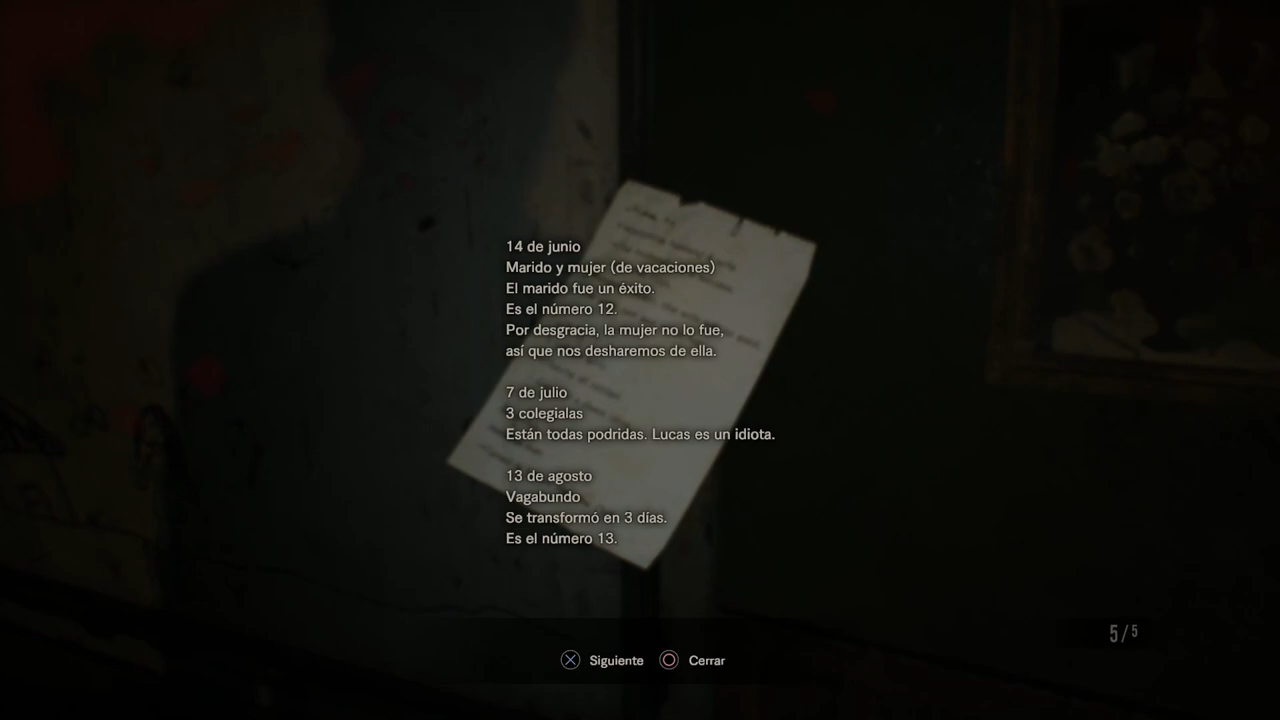 14 de junio
Marido y mujer (de vacaciones)
El marido fue un éxito.
Es el número 12.
Por desgracia, la mujer no lo fue,
así que nos desharemos de ella.
7 de julio
3 colegialas
Están todas podridas. Lucas es un idiota.
13 de agosto
Vagabundo
Se transformó en 3 días.
Es el número 13.
5/5
Siguiente
Cerrar